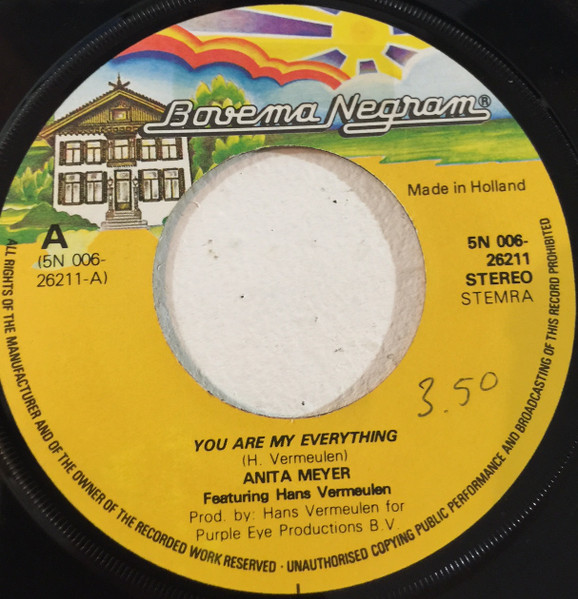 Bovema Negram®
Made in Holland
A
(5N 006-
26211-A)
5N 006-
26211
STEREO
STEMRA
3.50
YOU ARE MY EVERYTHING
(H. Vermeulen)
ANITA MEYER
Featuring Hans Vermeulen
Prod. by: Hans Vermeulen for
Purple Eye Productions B.V.
ALL RIGHTS OF THE MANUFACTURER AND OF THE OWNER OF THE RECORDED WORK RESERVED · UNAUTHORISED COPYING PUBLIC PERFORMANCE AND BROADCASTING OF THIS RECORD PROHIBITED